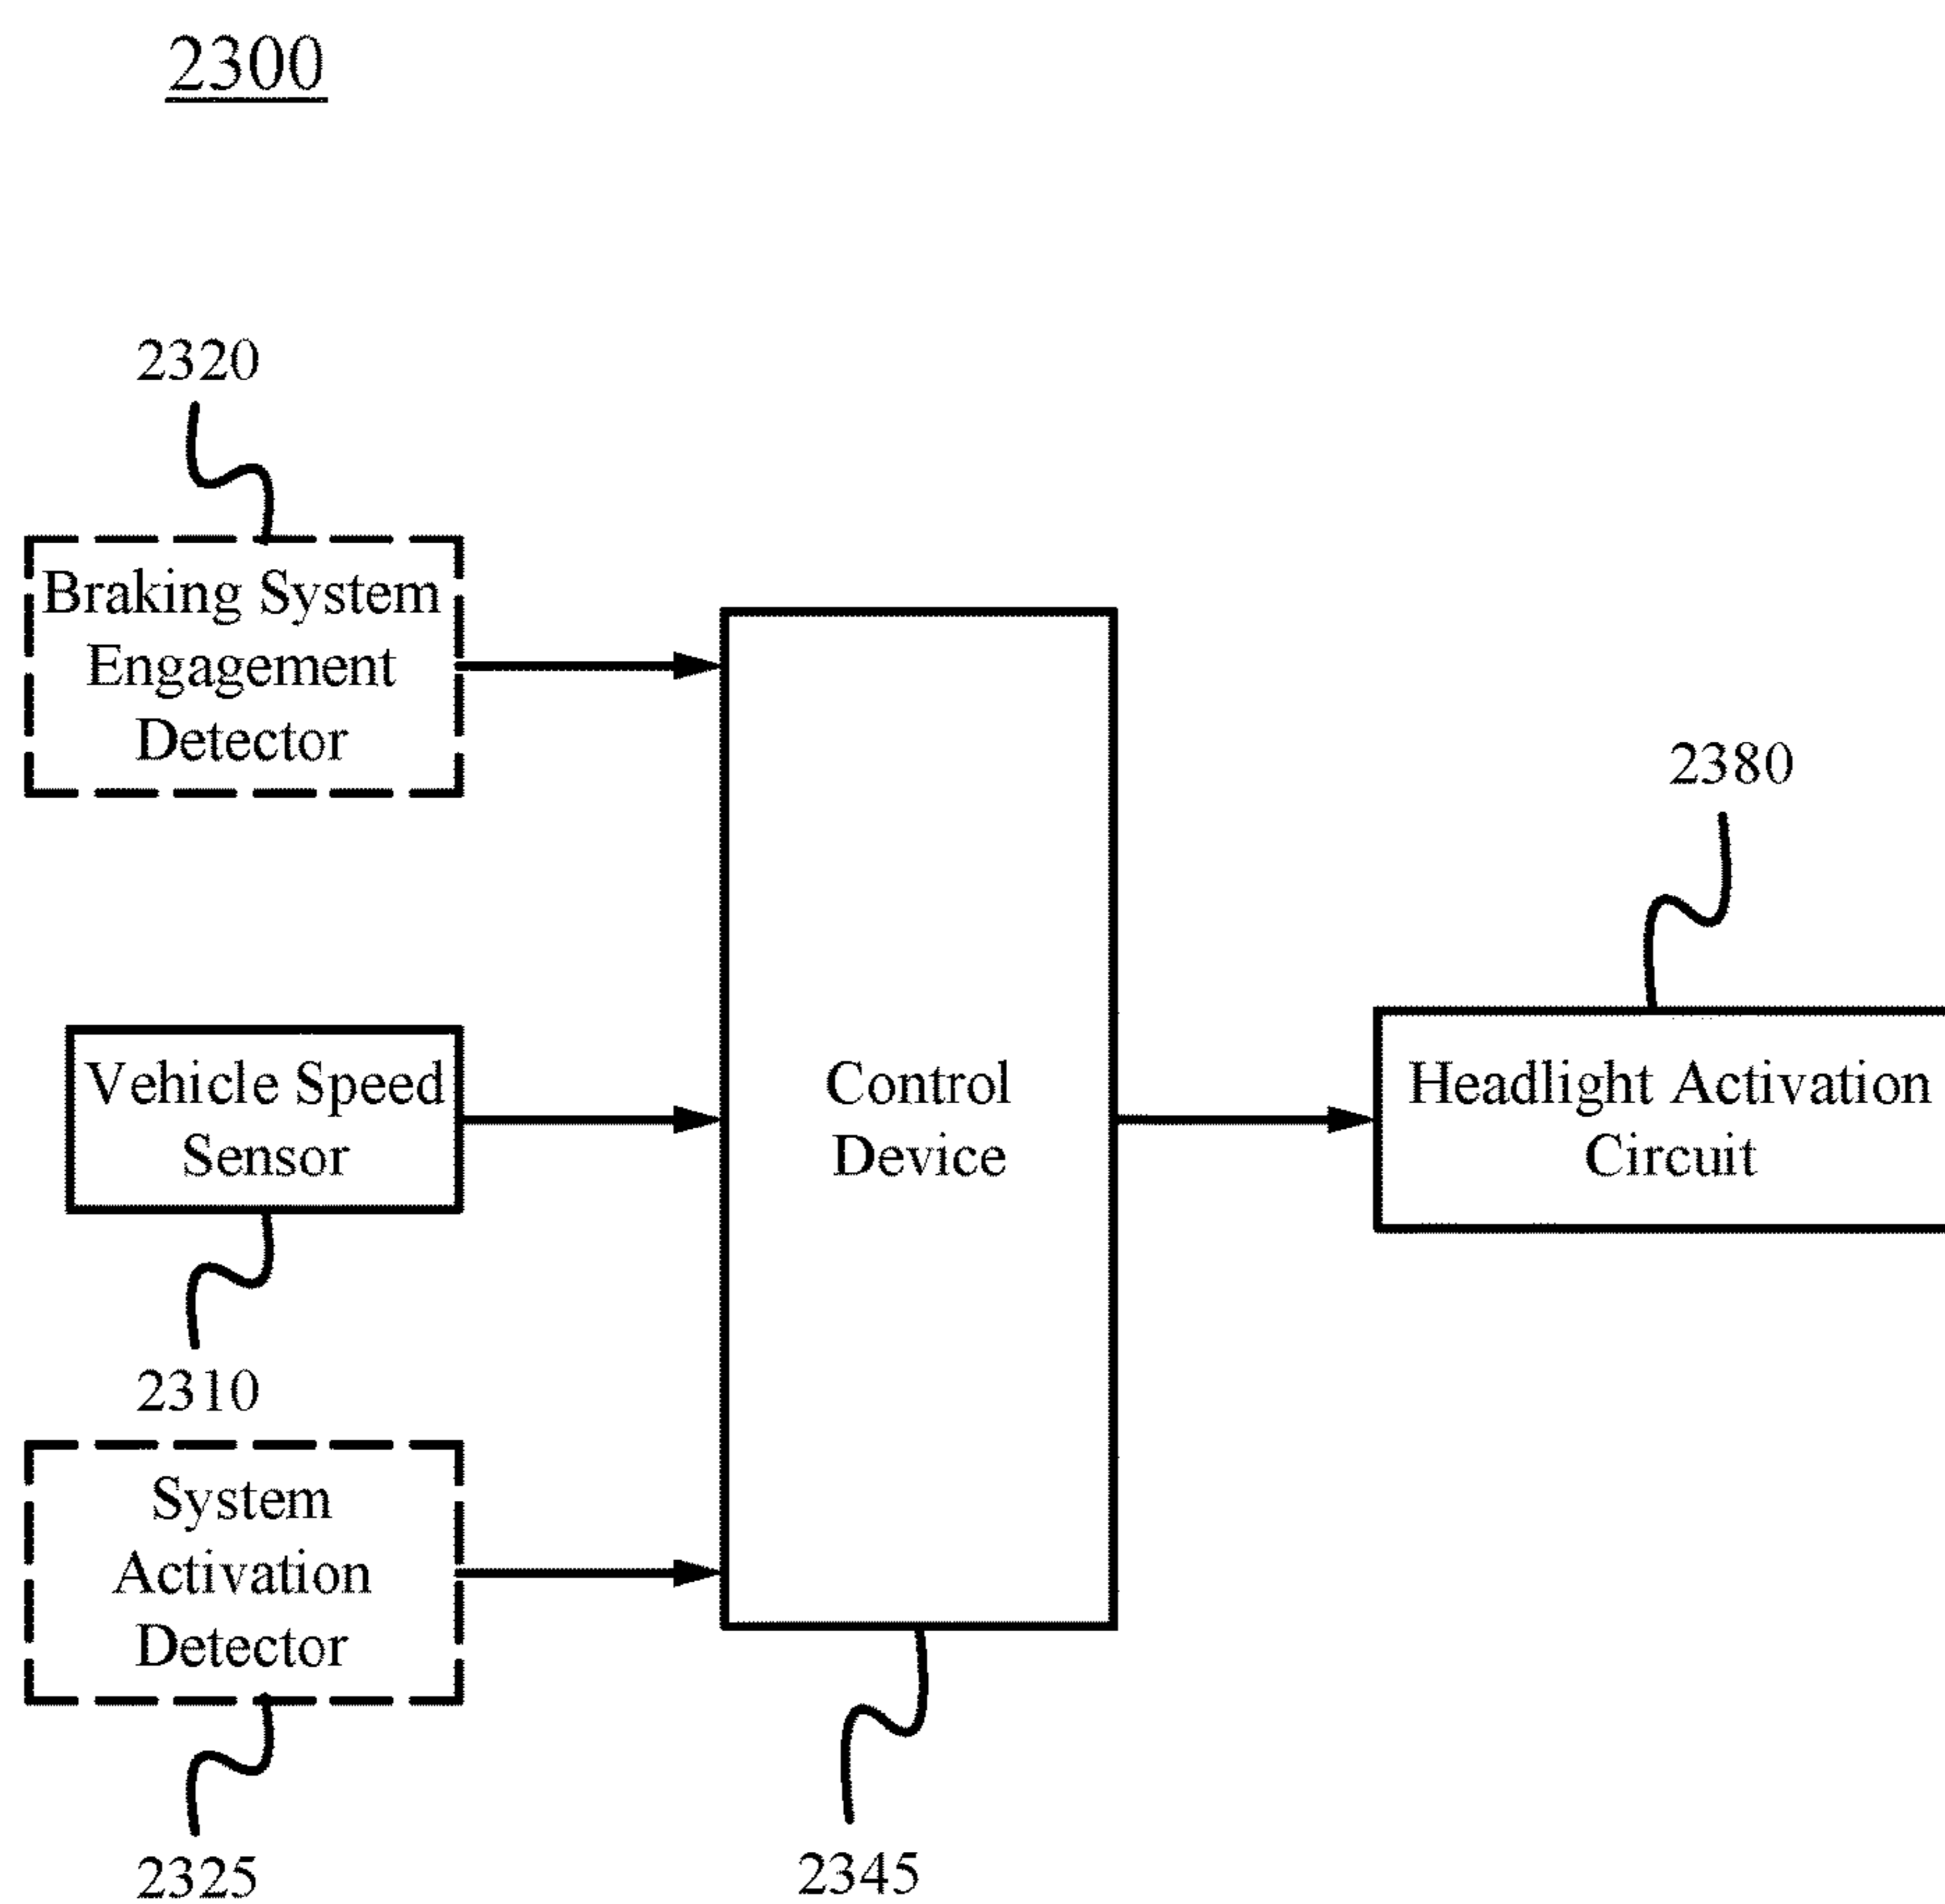 2300
2320
Braking System
Engagement
Detector
2380
Vehicle Speed
Sensor
Control
Device
Headlight Activation
Circuit
2310
System
Activation
Detector
2325
2345